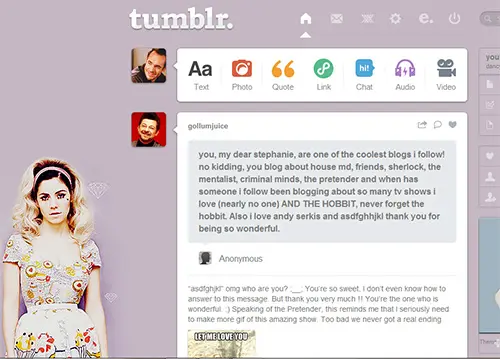 tumblr.
you
Aa
hi!
Text Photo Quote Link Chat Audio Video
gollumjuice
you, my dear stephanie, are one of the coolest blogs i follow!
no kidding, you blog about house md, friends, sherlock, the
mentalist, criminal minds, the pretender and when has
someone i follow been blogging about so many tv shows i
love (nearly no one) AND THE HOBBIT, never forget the
hobbit. Also i love andy serkis and asdfghhjkl thank you for
being so wonderful.
Anonymous
"asdfghjkl" omg who are you? :__; You're so sweet, I don't even know how to
answer to this message. But thank you very much !! You're the one who is
wonderful. ;) Speaking of the Pretender, this reminds me that I seriously need
to make more gif of this amazing show. Too bad we never got a real ending
LET ME LOVE YOU